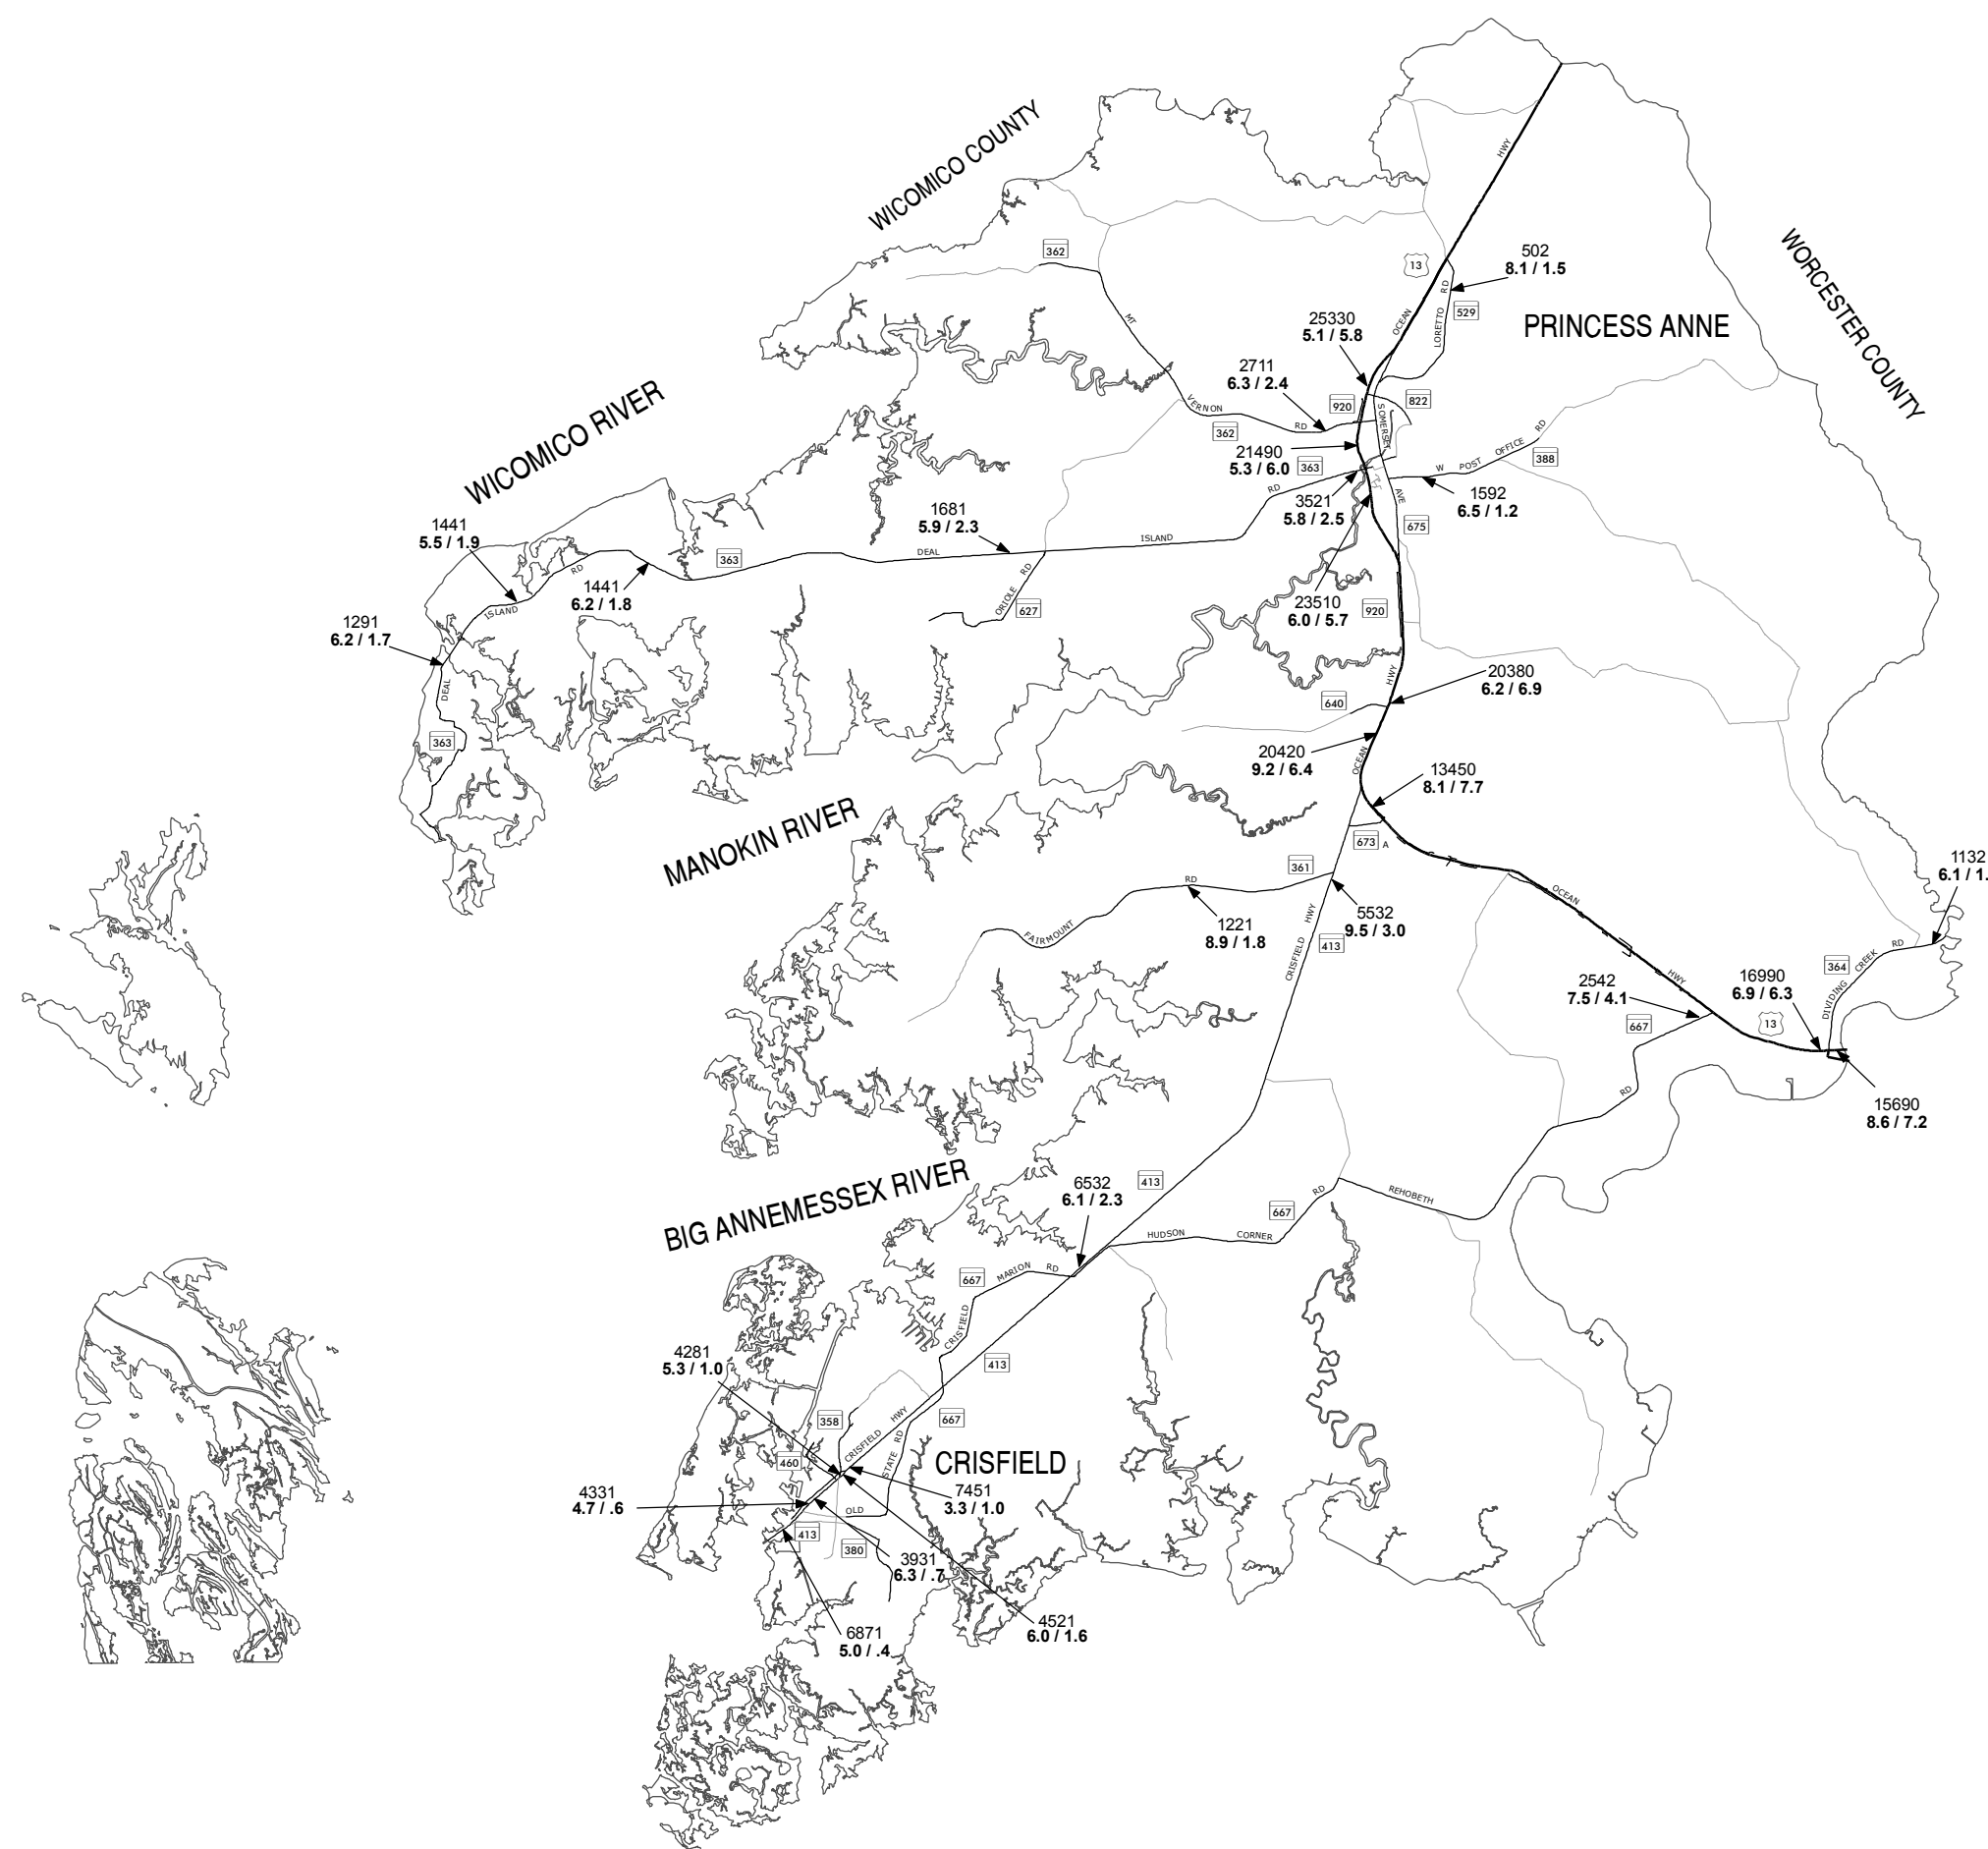 WICOMICO COUNTY
362
HWY
WORCESTER COUNTY
502
8.1 / 1.5
13
RD
529
LORETTO
OCEAN
PRINCESS ANNE
25330
5.1 / 5.8
MT
2711
6.3 / 2.4
VERNON
RD
362
920
822
SOMERSET
WICOMICO RIVER
21490
5.3 / 6.0
363
W POST OFFICE RD
388
3521
5.8 / 2.5
RD
AVE
1592
6.5 / 1.2
675
1681
5.9 / 2.3
1441
5.5 / 1.9
363
DEAL
ISLAND
RD
1441
6.2 / 1.8
ISLAND
ORIOLE RD
627
23510
6.0 / 5.7
920
1291
6.2 / 1.7
DEAL
363
HWY
20380
6.2 / 6.9
640
20420
9.2 / 6.4
OCEAN
13450
8.1 / 7.7
MANOKIN RIVER
673 A
361
RD
1132
6.1 / 1.
FAIRMOUNT
1221
8.9 / 1.8
5532
9.5 / 3.0
CRISFIELD HWY
413
OCEAN
HWY
2542
7.5 / 4.1
667
16990
6.9 / 6.3
13
364
DIVIDING CREEK RD
15690
8.6 / 7.2
RD
BIG ANNEMESSEX RIVER
6532
6.1 / 2.3
413
REHOBETH
RD
667
HUDSON CORNER
MARION RD
667
CRISFIELD
413
4281
5.3 / 1.0
358
CRISFIELD HWY
667
STATE RD
460
CRISFIELD
4331
4.7 / .6
7451
3.3 / 1.0
OLD
413
380
3931
6.3 / .7
4521
6.0 / 1.6
6871
5.0 / .4